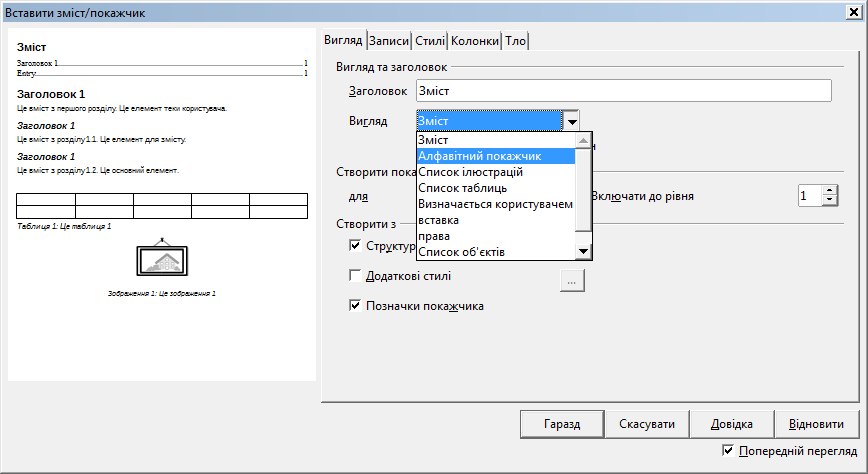 Вставити зміст/покажчик
Зміст
Заголовок 1 1
Entry 1
Заголовок 1
Це вміст з першого розділу. Це елемент теки користувача.
Заголовок 1
Це вміст з розділу1.1. Це елемент для змісту.
Заголовок 1
Це вміст з розділу1.2. Це основний елемент.
Таблиця 1: Це таблиця 1
Зображення 1: Це зображення 1
Вигляд Записи Стилі Колонки Тло
Вигляд та заголовок
Заголовок Зміст
Вигляд Зміст
Зміст
Алфавітний покажчик
Список ілюстрацій
Список таблиць
Визначається користувачем
вставка
права
Список об'єктів
н
Створити пока
для Включати до рівня 1
Створити з
Структур
Додаткові стилі ...
Позначки покажчика
Гаразд Скасувати Довідка Відновити
Попередній перегляд